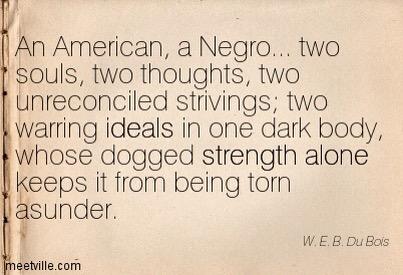 An American, a Negro... two
souls, two thoughts, two
unreconciled strivings; two
warring ideals in one dark body,
whose dogged strength alone
keeps it from being torn
asunder.
W. E. B. Du Bois
meetville.com